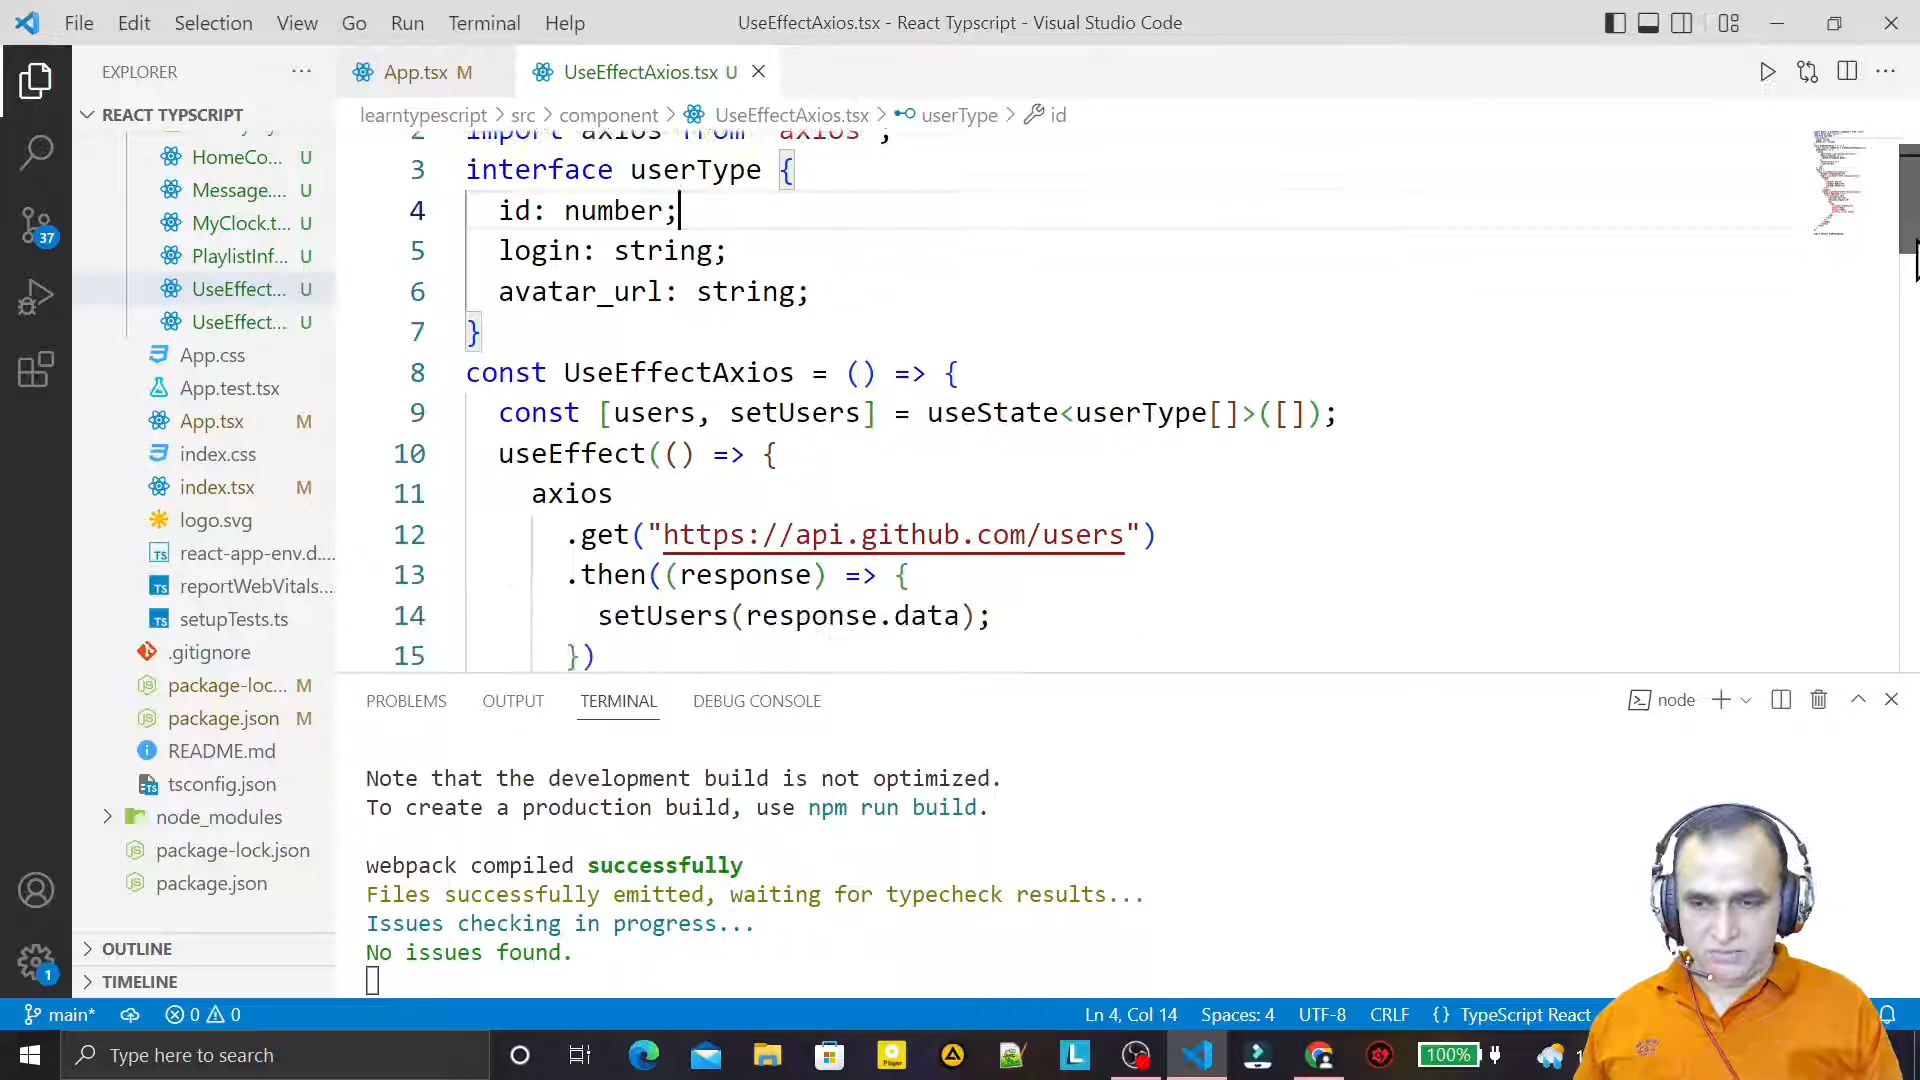 File Edit Selection View Go Run Terminal Help
UseEffectAxios.tsx - React Typscript - Visual Studio Code
EXPLORER
REACT TYPSCRIPT
HomeCo... U
Message.... U
MyClock.t... U
PlaylistInf... U
UseEffect... U
UseEffect... U
App.css
App.test.tsx
App.tsx M
index.css
index.tsx M
logo.svg
react-app-env.d....
reportWebVitals...
setupTests.ts
.gitignore
package-loc... M
package.json M
README.md
tsconfig.json
node_modules
package-lock.json
package.json
OUTLINE
TIMELINE
37
1
App.tsx M
UseEffectAxios.tsx U
learntypescript > src > component > UseEffectAxios.tsx > userType > id
2 import axios from "axios";
3 interface userType {
4 id: number;
5 login: string;
6 avatar_url: string;
7 }
8 const UseEffectAxios = () => {
9 const [users, setUsers] = useState<userType[]>([]);
10 useEffect(() => {
11 axios
12 .get("https://api.github.com/users")
13 .then((response) => {
14 setUsers(response.data);
15 })
PROBLEMS OUTPUT TERMINAL DEBUG CONSOLE
node
Note that the development build is not optimized.
To create a production build, use npm run build.
webpack compiled successfully
Files successfully emitted, waiting for typecheck results...
Issues checking in progress...
No issues found.
main* 0 0
Ln 4, Col 14 Spaces: 4 UTF-8 CRLF {} TypeScript React
Type here to search
Player
100%